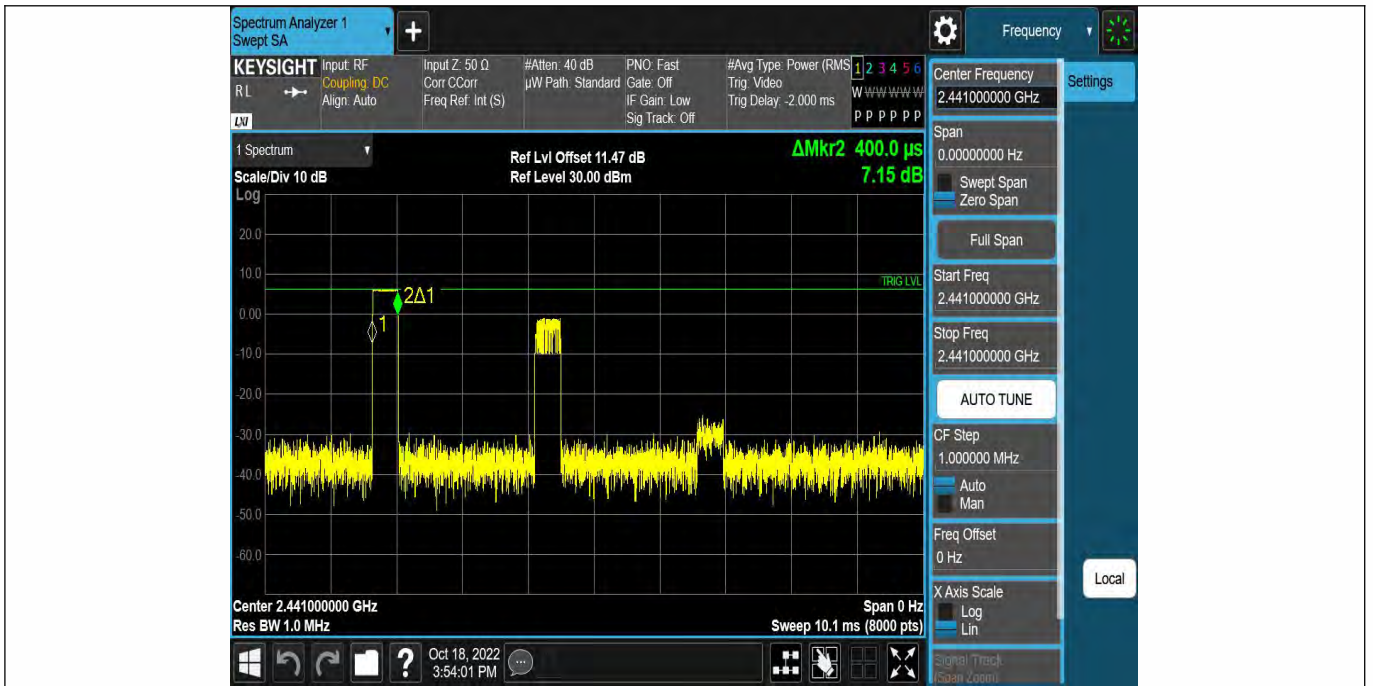 Spectrum Analyzer 1
Swept SA
Frequency
KEYSIGHT
RL
LXI
Input: RF
Coupling: DC
Align: Auto
Input Z: 50 Ω
Corr CCorr
Freq Ref: Int (S)
#Atten: 40 dB
µW Path: Standard
PNO: Fast
Gate: Off
IF Gain: Low
Sig Track: Off
#Avg Type: Power (RMS
Trig: Video
Trig Delay: -2.000 ms
1 2 3 4 5 6
W W W W W W
P P P P P P
1 Spectrum
Scale/Div 10 dB
Ref Lvl Offset 11.47 dB
Ref Level 30.00 dBm
ΔMkr2 400.0 µs
7.15 dB
Log
20.0
10.0
0.00
-10.0
-20.0
-30.0
-40.0
-50.0
-60.0
TRIG LVL
2Δ1
1
Center 2.441000000 GHz
Res BW 1.0 MHz
Span 0 Hz
Sweep 10.1 ms (8000 pts)
Center Frequency
2.441000000 GHz
Settings
Span
0.00000000 Hz
Swept Span
Zero Span
Full Span
Start Freq
2.441000000 GHz
Stop Freq
2.441000000 GHz
AUTO TUNE
CF Step
1.000000 MHz
Auto
Man
Freq Offset
0 Hz
X Axis Scale
Log
Lin
Signal Track
(Span Zoom)
Local
Oct 18, 2022
3:54:01 PM